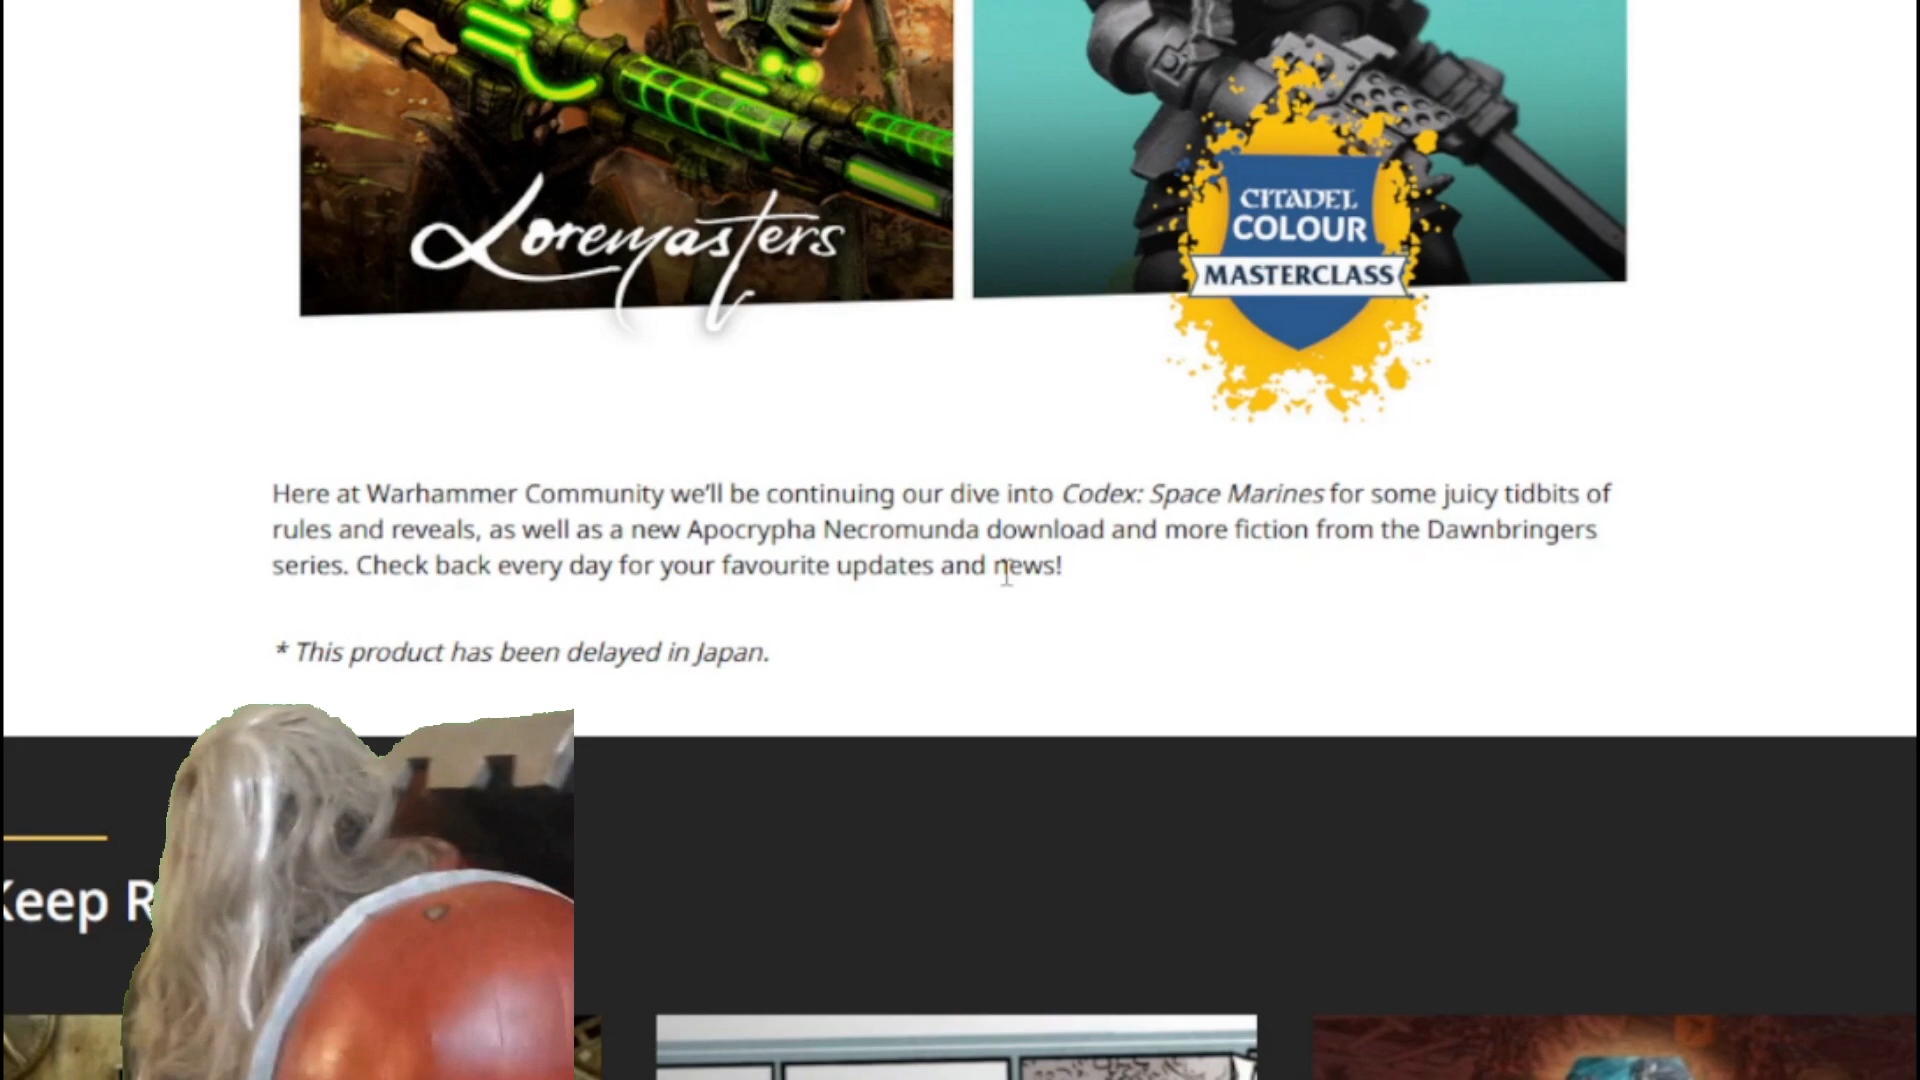 Loremasters
CITADEL
COLOUR
MASTERCLASS
Here at Warhammer Community we’ll be continuing our dive into Codex: Space Marines for some juicy tidbits of
rules and reveals, as well as a new Apocrypha Necromunda download and more fiction from the Dawnbringers
series. Check back every day for your favourite updates and news!
* This product has been delayed in Japan.
Keep